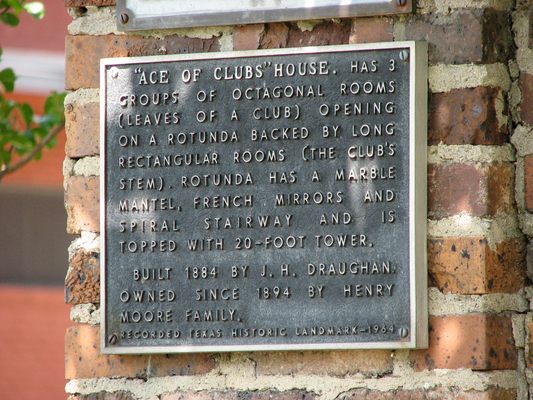 "ACE OF CLUBS" HOUSE. HAS 3
GROUPS OF OCTAGONAL ROOMS
(LEAVES OF A CLUB) OPENING
ON A ROTUNDA BACKED BY LONG
RECTANGULAR ROOMS (THE CLUB'S
STEM). ROTUNDA HAS A MARBLE
MANTEL, FRENCH MIRRORS AND
SPIRAL STAIRWAY AND IS
TOPPED WITH 20-FOOT TOWER.
BUILT 1884 BY J. H. DRAUGHAN.
OWNED SINCE 1894 BY HENRY
MOORE FAMILY.
RECORDED TEXAS HISTORIC LANDMARK-1964